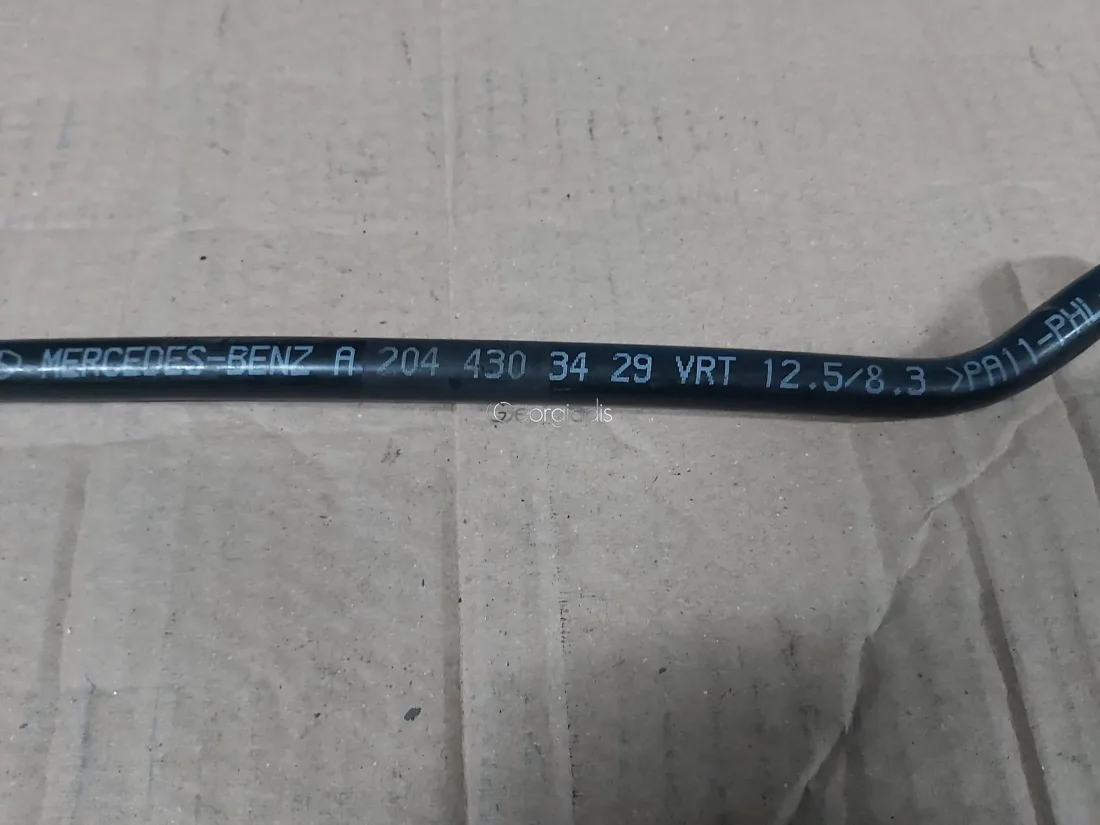 MERCEDES-BENZ A 204 430 34 29 VRT 12.5/8.3 >PA11-PHL
Georgiadis